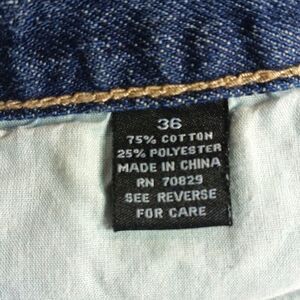 36
75% COTTON
25% POLYESTER
MADE IN CHINA
RN 70829
SEE REVERSE
FOR CARE